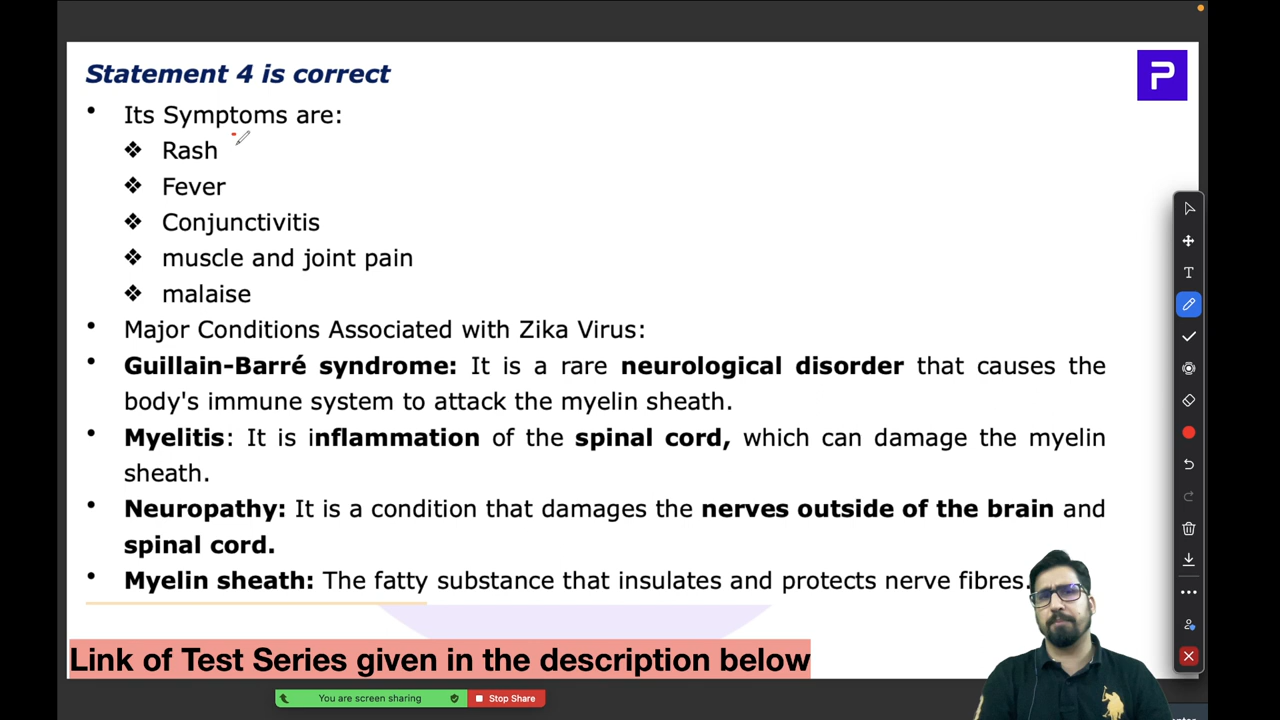 Statement 4 is correct
P
• Its Symptoms are:
❖ Rash
❖ Fever
❖ Conjunctivitis
❖ muscle and joint pain
❖ malaise
• Major Conditions Associated with Zika Virus:
• Guillain-Barré syndrome: It is a rare neurological disorder that causes the
body's immune system to attack the myelin sheath.
• Myelitis: It is inflammation of the spinal cord, which can damage the myelin
sheath.
• Neuropathy: It is a condition that damages the nerves outside of the brain and
spinal cord.
• Myelin sheath: The fatty substance that insulates and protects nerve fibres.
Link of Test Series given in the description below
You are screen sharing
Stop Share
T